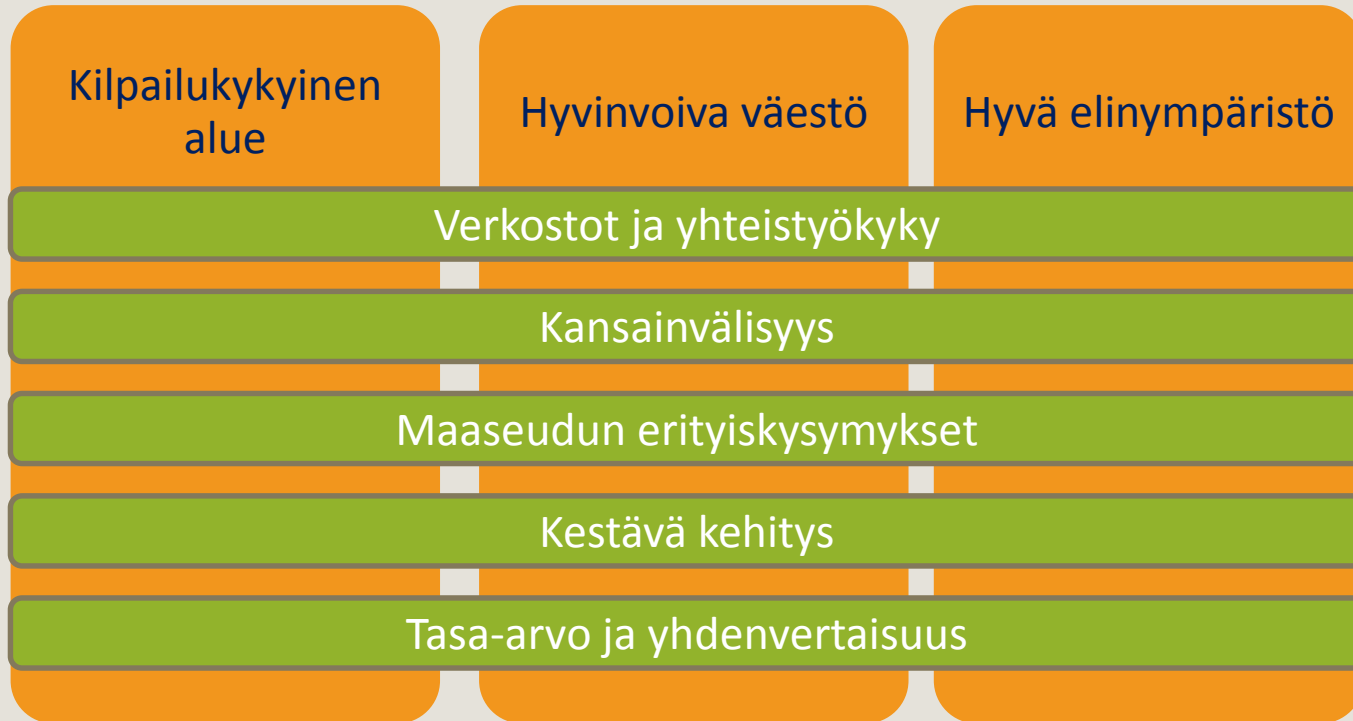 Kilpailukykyinen
alue
Hyvinvoiva väestö
Hyvä elinympäristö
Verkostot ja yhteistyökyky
Kansainvälisyys
Maaseudun erityiskysymykset
Kestävä kehitys
Tasa-arvo ja yhdenvertaisuus